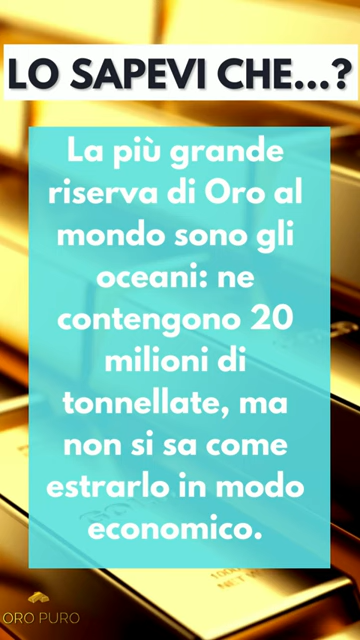 LO SAPEVI CHE...?
La più grande
riserva di Oro al
mondo sono gli
oceani: ne
contengono 20
milioni di
tonnellate, ma
non si sa come
estrarlo in modo
economico.
ORO PURO